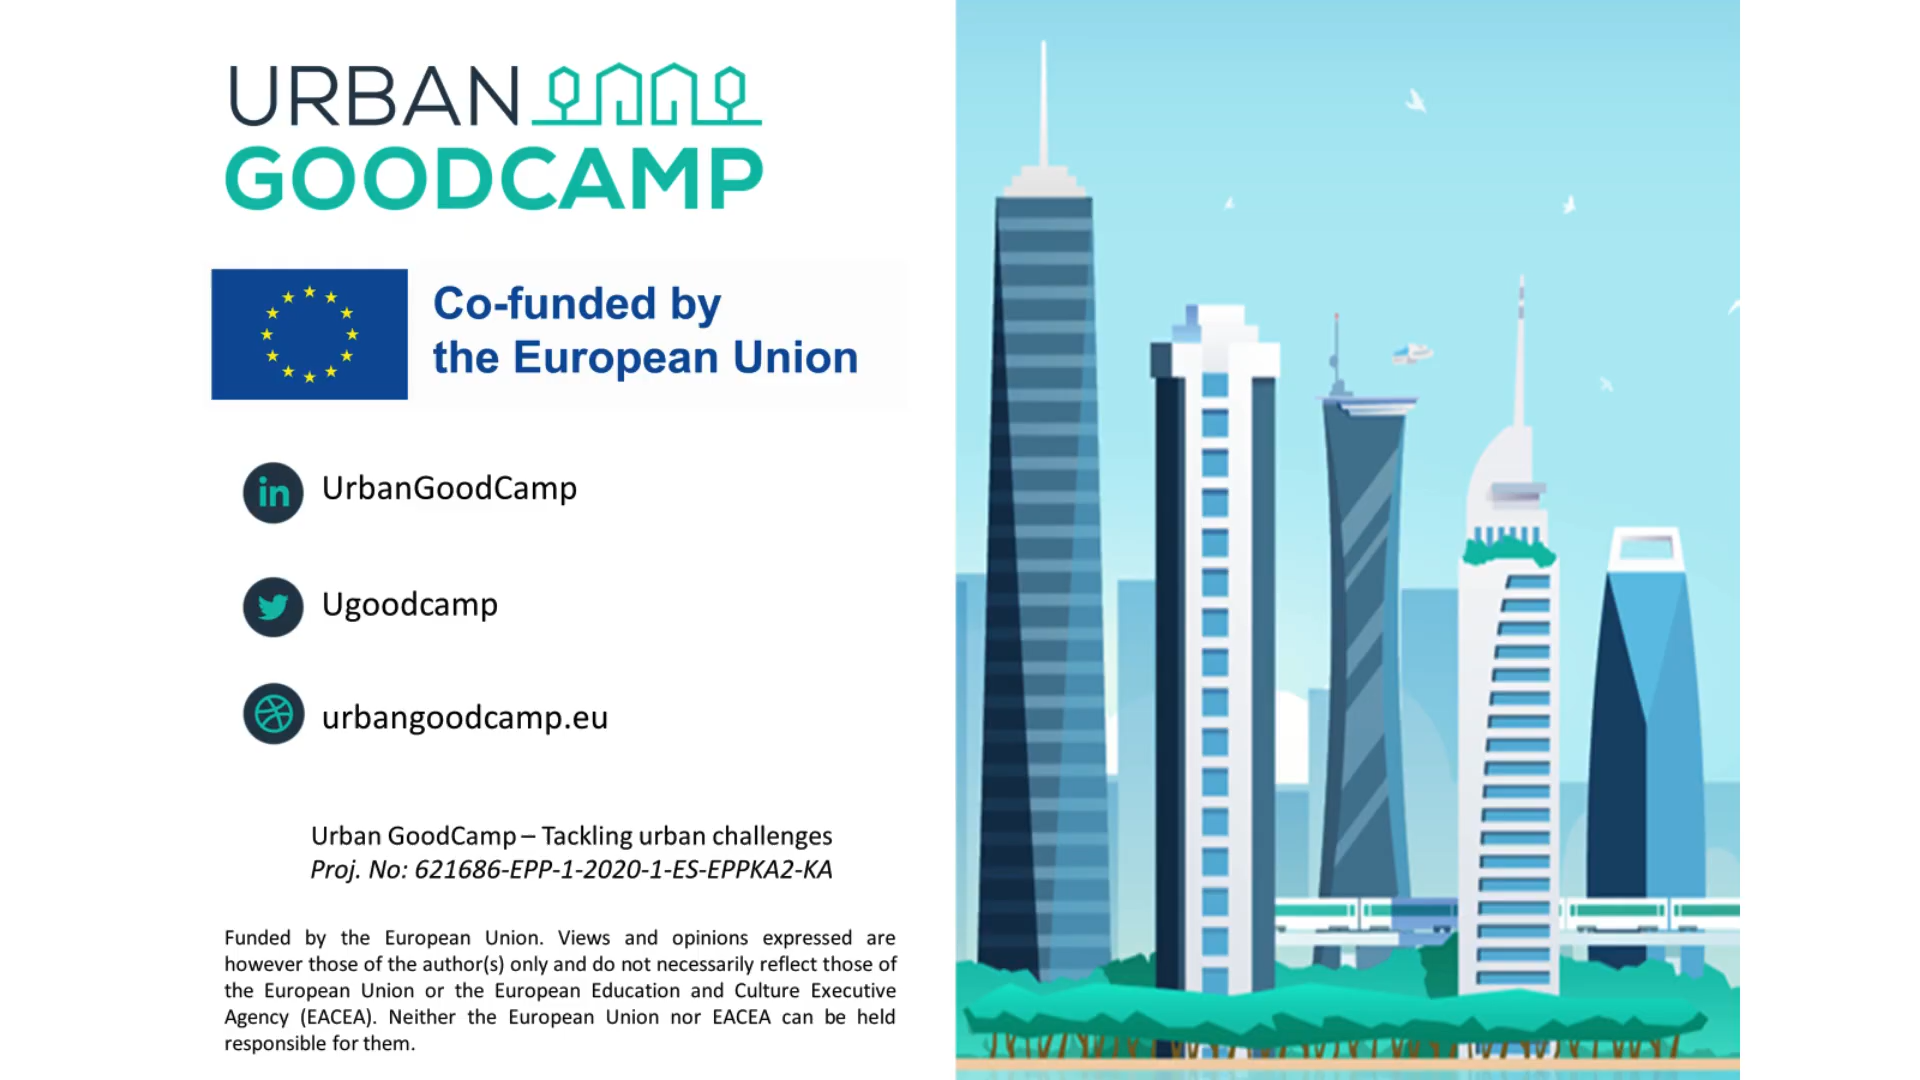 URBAN
GOODCAMP
Co-funded by
the European Union
in UrbanGoodCamp
Ugoodcamp
urbangoodcamp.eu
Urban GoodCamp – Tackling urban challenges
Proj. No: 621686-EPP-1-2020-1-ES-EPPKA2-KA
Funded by the European Union. Views and opinions expressed are
however those of the author(s) only and do not necessarily reflect those of
the European Union or the European Education and Culture Executive
Agency (EACEA). Neither the European Union nor EACEA can be held
responsible for them.